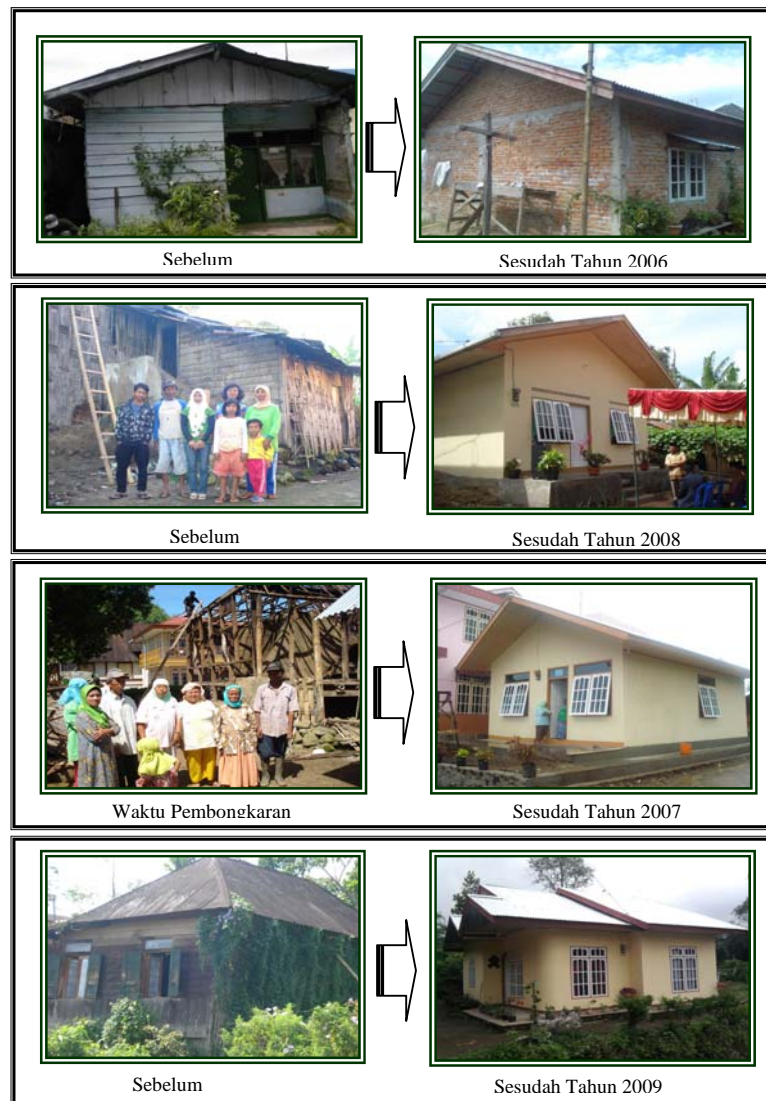 Sebelum
Sesudah Tahun 2006
Sebelum
Sesudah Tahun 2008
Waktu Pembongkaran
Sesudah Tahun 2007
Sebelum
Sesudah Tahun 2009